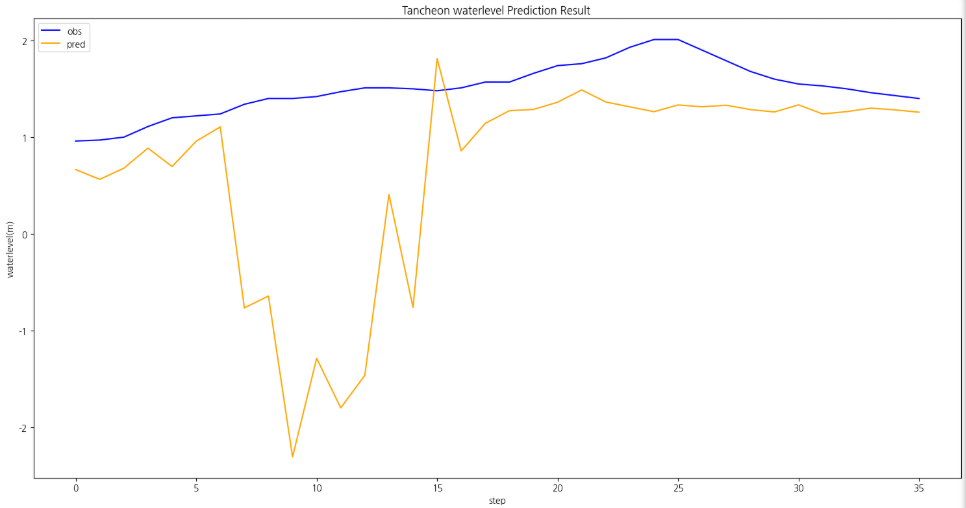 Tancheon waterlevel Prediction Result
obs
pred
2
1
0
-1
-2
waterlevel(m)
0 5 10 15 20 25 30 35
step